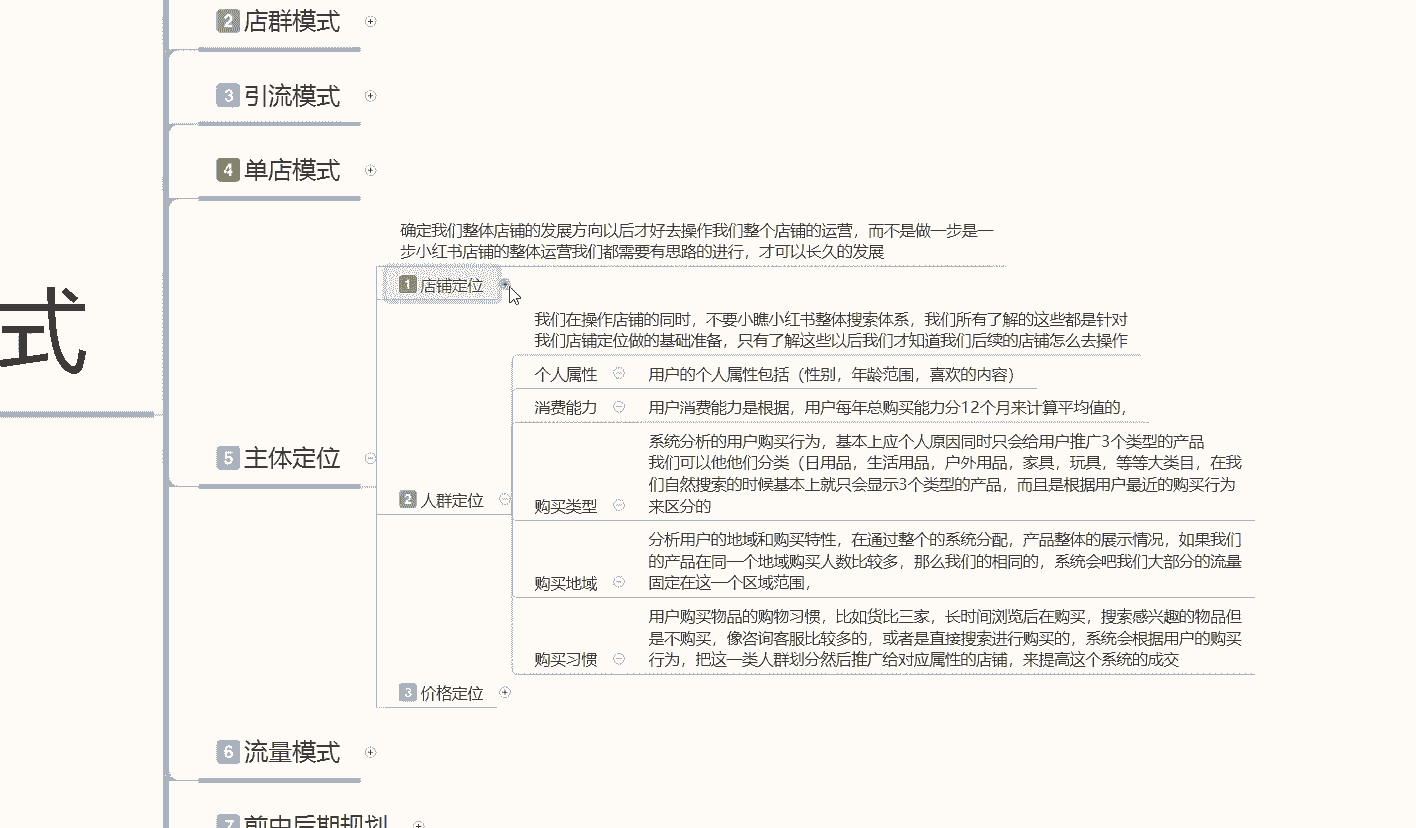 2 店群模式
3 引流模式
4 单店模式
确定我们整体店铺的发展方向以后才好去操作我们整个店铺的运营，而不是做一步是一
步小红书店铺的整体运营我们都需要有思路的进行，才可以长久的发展
1 店铺定位
我们在操作店铺的同时，不要小瞧小红书整体搜索体系，我们所有了解的这些都是针对
我们店铺定位做的基础准备，只有了解这些以后我们才知道我们后续的店铺怎么去操作
个人属性 用户的个人属性包括（性别，年龄范围，喜欢的内容）
消费能力 用户消费能力是根据，用户每年总购买能力分12个月来计算平均值的，
系统分析的用户购买行为，基本上应个人原因同时只会给用户推广3个类型的产品
我们可以他他们分类（日用品，生活用品，户外用品，家具，玩具，等等大类目，在我
们自然搜索的时候基本上就只会显示3个类型的产品，而且是根据用户最近的购买行为
购买类型 来区分的
分析用户的地域和购买特性，在通过整个的系统分配，产品整体的展示情况，如果我们
的产品在同一个地域购买人数比较多，那么我们的相同的，系统会吧我们大部分的流量
购买地域 固定在这一个区域范围，
用户购买物品的购物习惯，比如货比三家，长时间浏览后在购买，搜索感兴趣的物品但
是不购买，像咨询客服比较多的，或者是直接搜索进行购买的，系统会根据用户的购买
购买习惯 行为，把这一类人群划分然后推广给对应属性的店铺，来提高这个系统的成交
式
5 主体定位
2 人群定位
3 价格定位
6 流量模式
7 前中后期规划